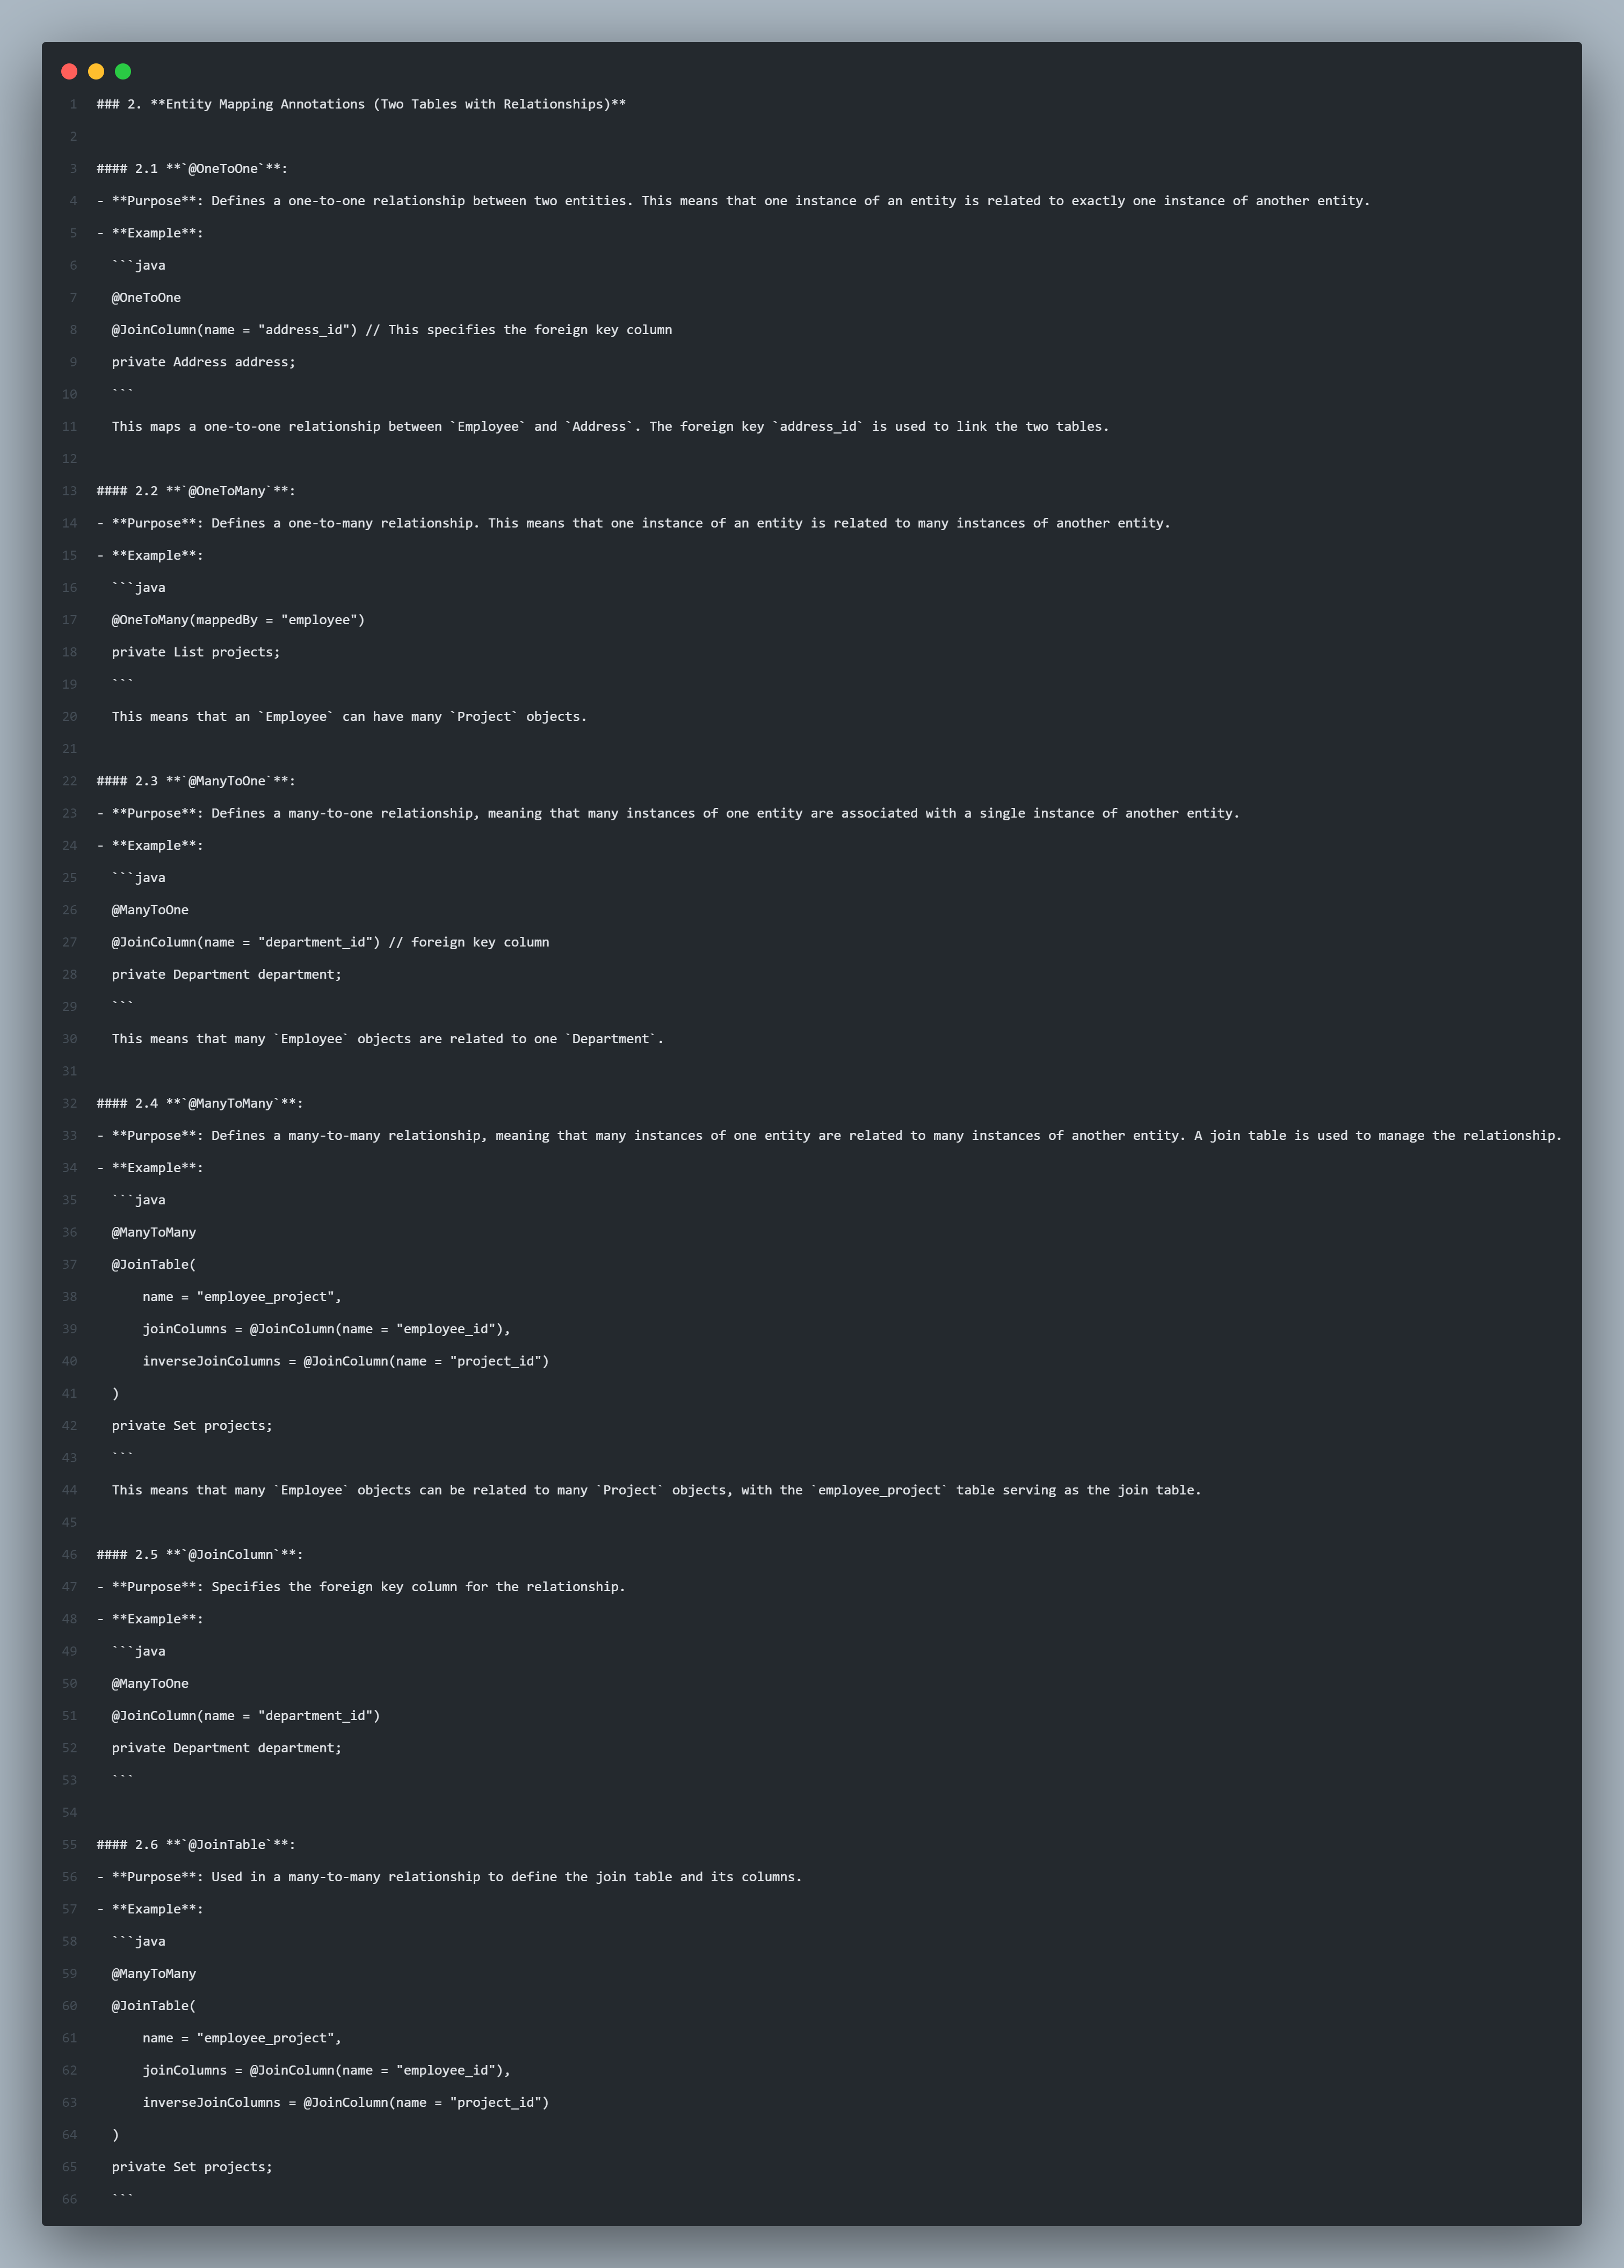 1 ### 2. **Entity Mapping Annotations (Two Tables with Relationships)**
2
3 #### 2.1 **`@OneToOne`**:
4 - **Purpose**: Defines a one-to-one relationship between two entities. This means that one instance of an entity is related to exactly one instance of another entity.
5 - **Example**:
6   ```java
7   @OneToOne
8   @JoinColumn(name = "address_id") // This specifies the foreign key column
9   private Address address;
10   ```
11   This maps a one-to-one relationship between `Employee` and `Address`. The foreign key `address_id` is used to link the two tables.
12
13 #### 2.2 **`@OneToMany`**:
14 - **Purpose**: Defines a one-to-many relationship. This means that one instance of an entity is related to many instances of another entity.
15 - **Example**:
16   ```java
17   @OneToMany(mappedBy = "employee")
18   private List projects;
19   ```
20   This means that an `Employee` can have many `Project` objects.
21
22 #### 2.3 **`@ManyToOne`**:
23 - **Purpose**: Defines a many-to-one relationship, meaning that many instances of one entity are associated with a single instance of another entity.
24 - **Example**:
25   ```java
26   @ManyToOne
27   @JoinColumn(name = "department_id") // foreign key column
28   private Department department;
29   ```
30   This means that many `Employee` objects are related to one `Department`.
31
32 #### 2.4 **`@ManyToMany`**:
33 - **Purpose**: Defines a many-to-many relationship, meaning that many instances of one entity are related to many instances of another entity. A join table is used to manage the relationship.
34 - **Example**:
35   ```java
36   @ManyToMany
37   @JoinTable(
38       name = "employee_project",
39       joinColumns = @JoinColumn(name = "employee_id"),
40       inverseJoinColumns = @JoinColumn(name = "project_id")
41   )
42   private Set projects;
43   ```
44   This means that many `Employee` objects can be related to many `Project` objects, with the `employee_project` table serving as the join table.
45
46 #### 2.5 **`@JoinColumn`**:
47 - **Purpose**: Specifies the foreign key column for the relationship.
48 - **Example**:
49   ```java
50   @ManyToOne
51   @JoinColumn(name = "department_id")
52   private Department department;
53   ```
54
55 #### 2.6 **`@JoinTable`**:
56 - **Purpose**: Used in a many-to-many relationship to define the join table and its columns.
57 - **Example**:
58   ```java
59   @ManyToMany
60   @JoinTable(
61       name = "employee_project",
62       joinColumns = @JoinColumn(name = "employee_id"),
63       inverseJoinColumns = @JoinColumn(name = "project_id")
64   )
65   private Set projects;
66   ```